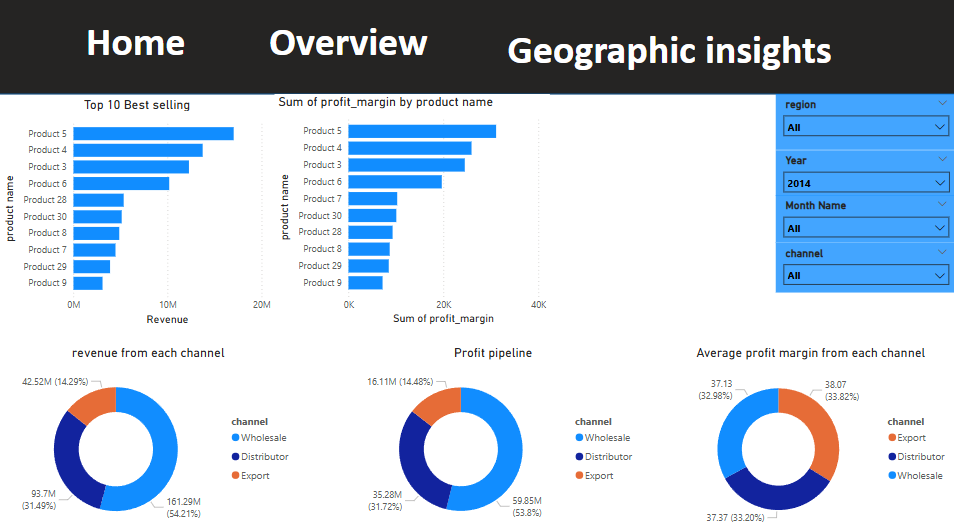 Home
Overview
Geographic insights
Top 10 Best selling
product name
Product 5
Product 4
Product 3
Product 6
Product 28
Product 30
Product 8
Product 7
Product 29
Product 9
0M 10M 20M
Revenue
Sum of profit_margin by product name
product name
Product 5
Product 4
Product 3
Product 6
Product 7
Product 30
Product 28
Product 8
Product 29
Product 9
0K 20K 40K
Sum of profit_margin
region
All
Year
2014
Month Name
All
channel
All
revenue from each channel
42.52M (14.29%)
93.7M
(31.49%)
161.29M
(54.21%)
channel
Wholesale
Distributor
Export
Profit pipeline
16.11M (14.48%)
35.28M
(31.72%)
59.85M
(53.8%)
channel
Wholesale
Distributor
Export
Average profit margin from each channel
37.13
(32.98%)
38.07
(33.82%)
37.37 (33.20%)
channel
Export
Distributor
Wholesale